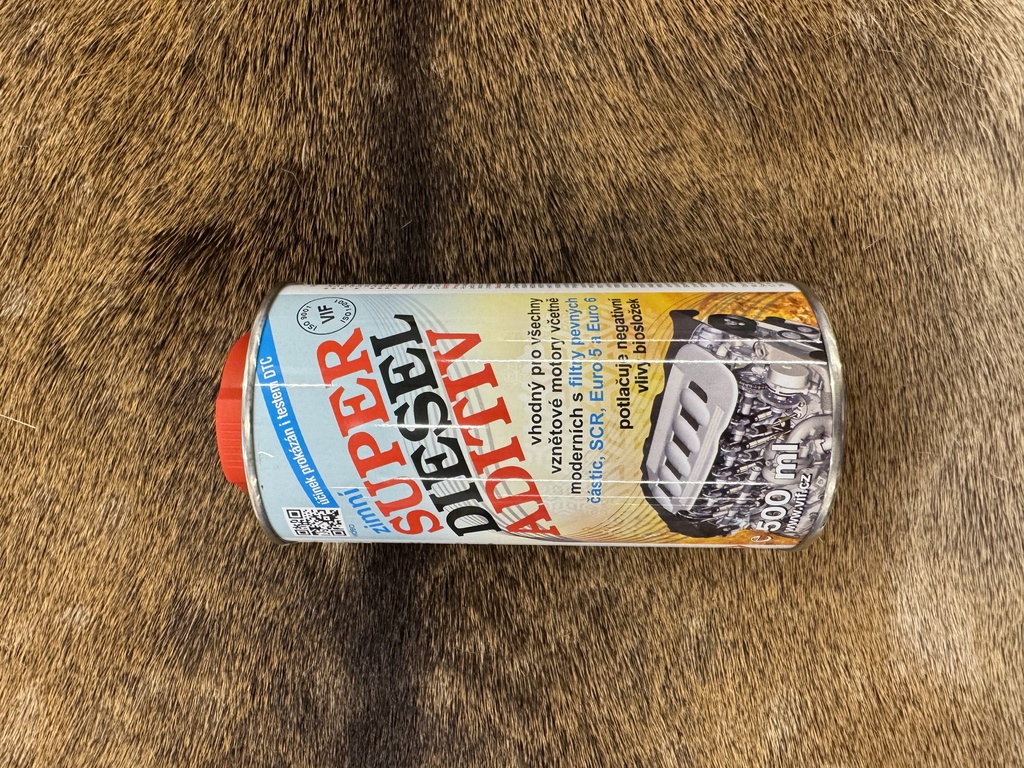 ISO 9001
VIF
ISO 14001
účinek prokázán i testem DTC
zimní
SUPER
DIESEL
ADITIV
vhodný pro všechny
vznětové motory včetně
moderních s filtry pevných
částic, SCR, Euro 5 a Euro 6
potlačuje negativní
vlivy biosložek
e 500 ml
www.vif.cz